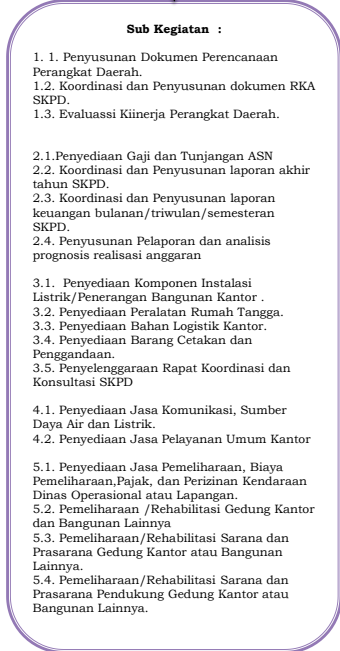 Sub Kegiatan :
1. 1. Penyusunan Dokumen Perencanaan
Perangkat Daerah.
1.2. Koordinasi dan Penyusunan dokumen RKA
SKPD.
1.3. Evaluassi Kiinerja Perangkat Daerah.
2.1.Penyediaan Gaji dan Tunjangan ASN
2.2. Koordinasi dan Penyusunan laporan akhir
tahun SKPD.
2.3. Koordinasi dan Penyusunan laporan
keuangan bulanan/triwulan/semesteran
SKPD.
2.4. Penyusunan Pelaporan dan analisis
prognosis realisasi anggaran
3.1. Penyediaan Komponen Instalasi
Listrik/Penerangan Bangunan Kantor .
3.2. Penyediaan Peralatan Rumah Tangga.
3.3. Penyediaan Bahan Logistik Kantor.
3.4. Penyediaan Barang Cetakan dan
Penggandaan.
3.5. Penyelenggaraan Rapat Koordinasi dan
Konsultasi SKPD
4.1. Penyediaan Jasa Komunikasi, Sumber
Daya Air dan Listrik.
4.2. Penyediaan Jasa Pelayanan Umum Kantor
5.1. Penyediaan Jasa Pemeliharaan, Biaya
Pemeliharaan,Pajak, dan Perizinan Kendaraan
Dinas Operasional atau Lapangan.
5.2. Pemeliharaan /Rehabilitasi Gedung Kantor
dan Bangunan Lainnya
5.3. Pemeliharaan/Rehabilitasi Sarana dan
Prasarana Gedung Kantor atau Bangunan
Lainnya.
5.4. Pemeliharaan/Rehabilitasi Sarana dan
Prasarana Pendukung Gedung Kantor atau
Bangunan Lainnya.